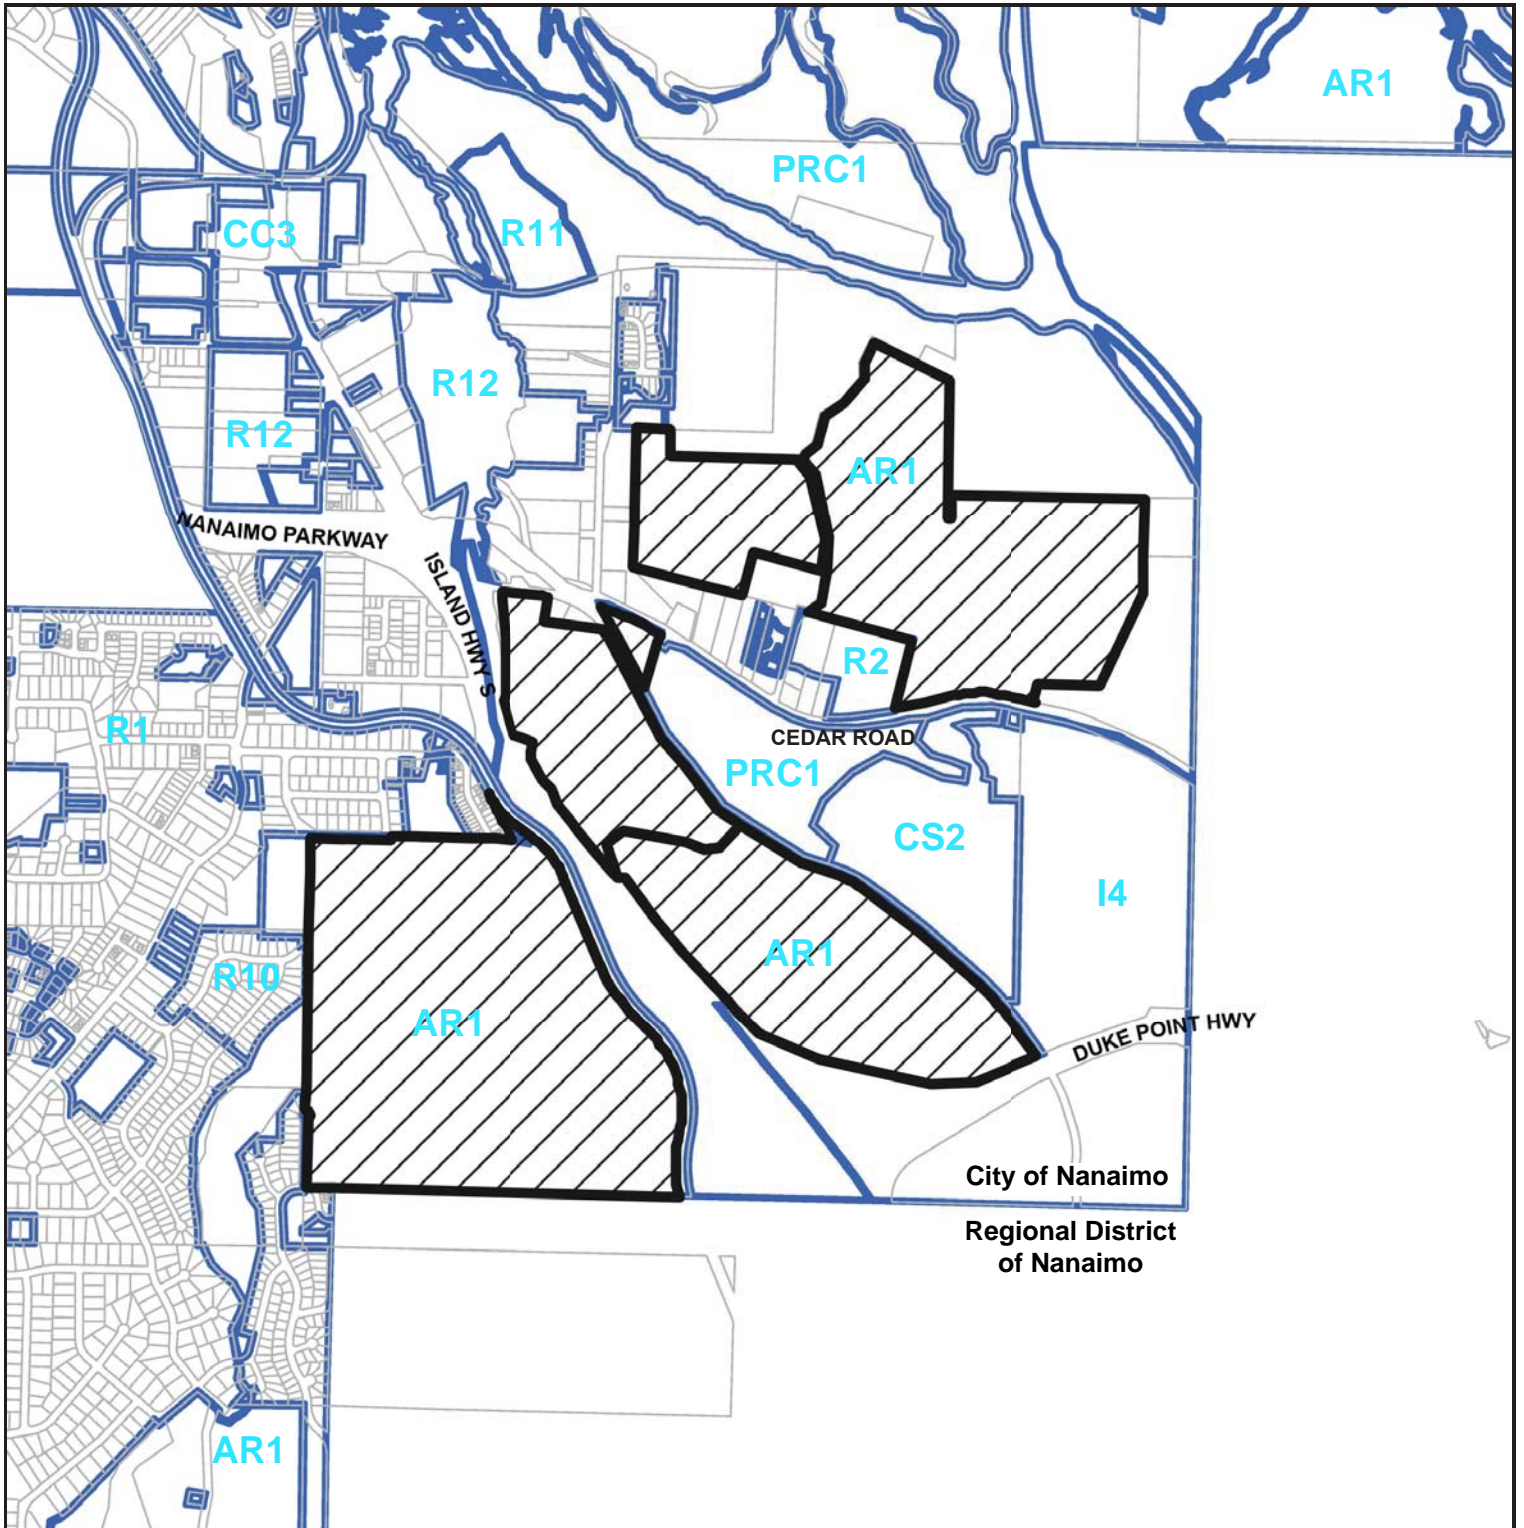 AR1
PRC1
CC3
R11
R12
R12
AR1
NANAIMO PARKWAY
ISLAND HWY S
R2
R1
CEDAR ROAD
PRC1
CS2
I4
AR1
R10
AR1
DUKE POINT HWY
City of Nanaimo
Regional District
of Nanaimo
AR1